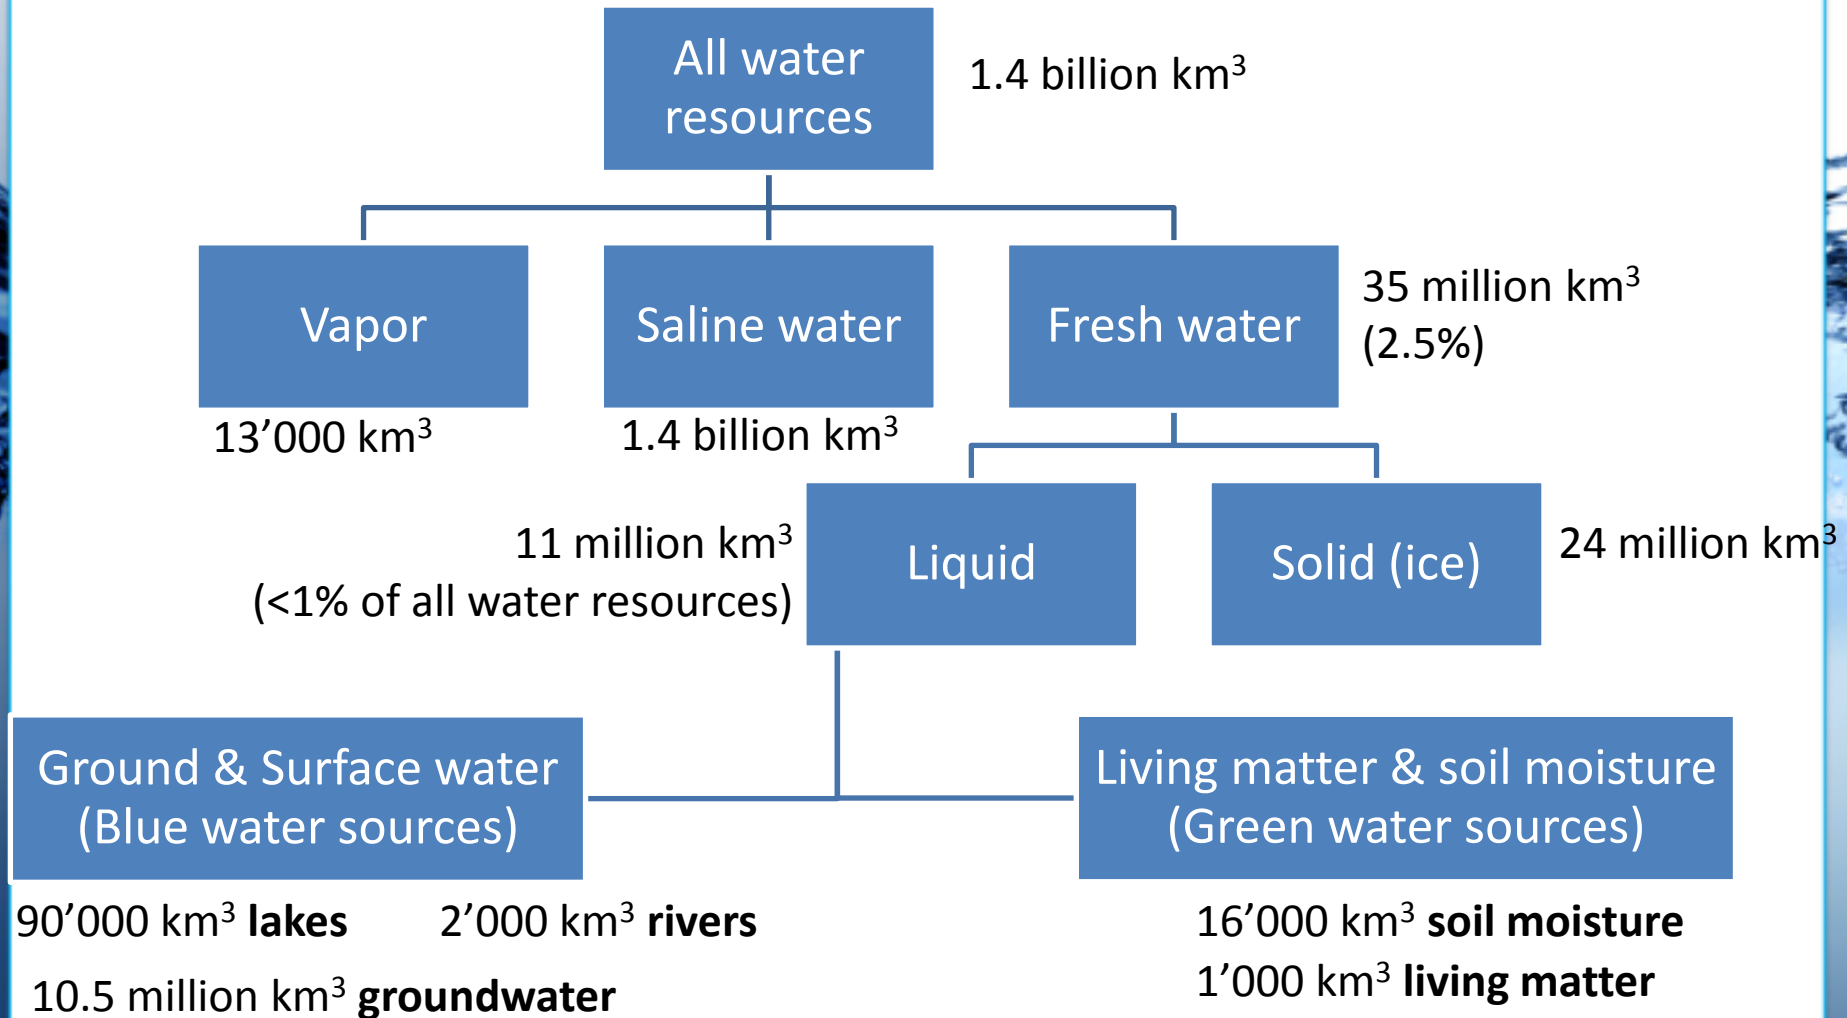 All water
resources
1.4 billion km³
Vapor
Saline water
Fresh water
35 million km³
(2.5%)
13’000 km³
1.4 billion km³
11 million km³
(<1% of all water resources)
Liquid
Solid (ice)
24 million km³
Ground & Surface water
(Blue water sources)
Living matter & soil moisture
(Green water sources)
90’000 km³ lakes
2’000 km³ rivers
10.5 million km³ groundwater
16’000 km³ soil moisture
1’000 km³ living matter